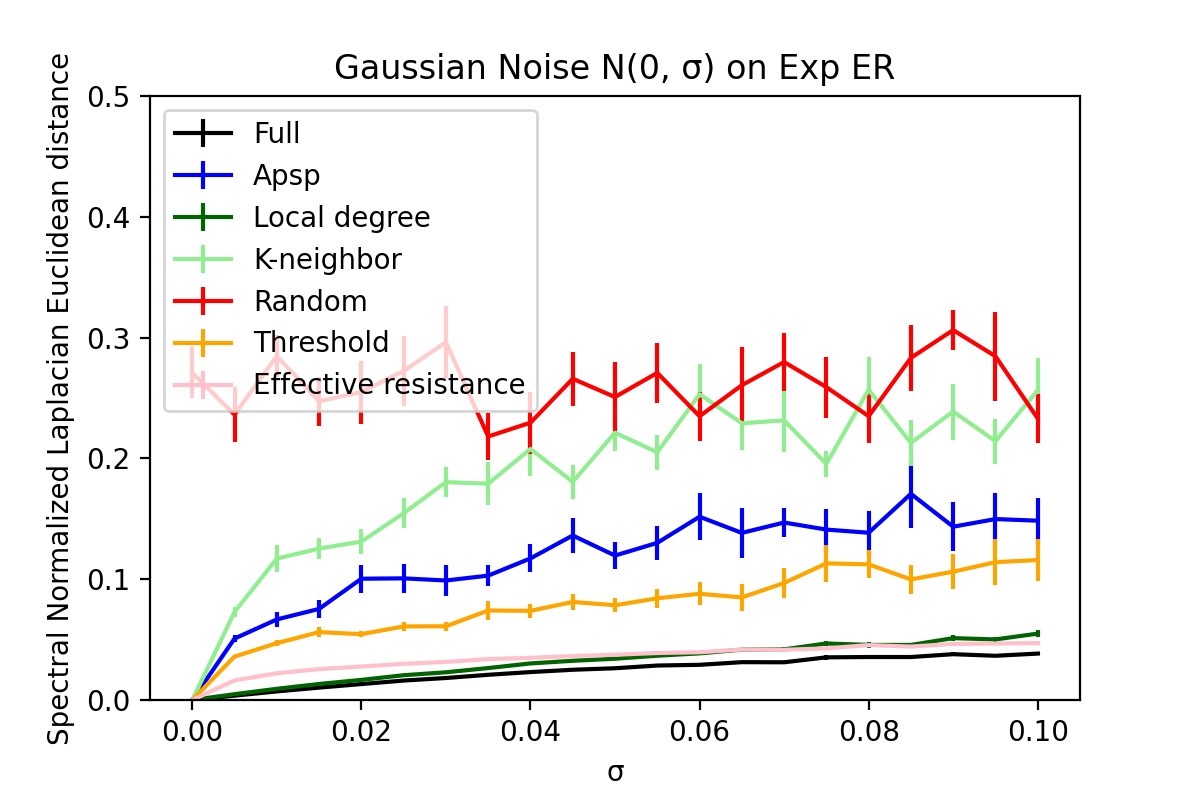 Gaussian Noise N(0, σ) on Exp ER
Spectral Normalized Laplacian Euclidean distance
0.5
0.4
0.3
0.2
0.1
0.0
Full
Apsp
Local degree
K-neighbor
Random
Threshold
Effective resistance
0.00 0.02 0.04 0.06 0.08 0.10
σ